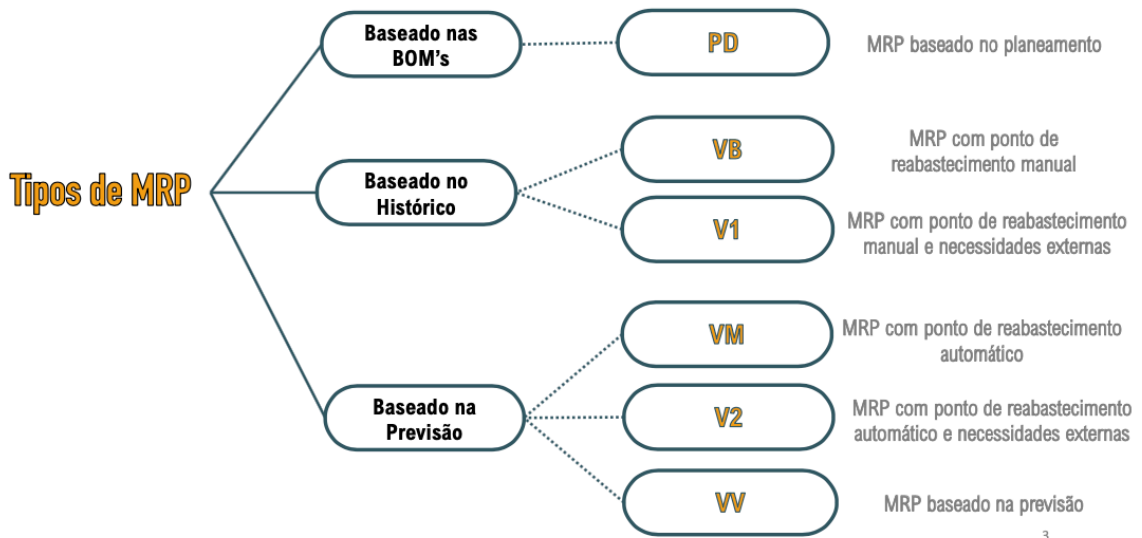 Tipos de MRP
Baseado nas
BOM's
PD
MRP baseado no planeamento
Baseado no
Histórico
VB
MRP com ponto de
reabastecimento manual
V1
MRP com ponto de reabastecimento
manual e necessidades externas
Baseado na
Previsão
VM
MRP com ponto de reabastecimento
automático
V2
MRP com ponto de reabastecimento
automático e necessidades externas
VV
MRP baseado na previsão
3